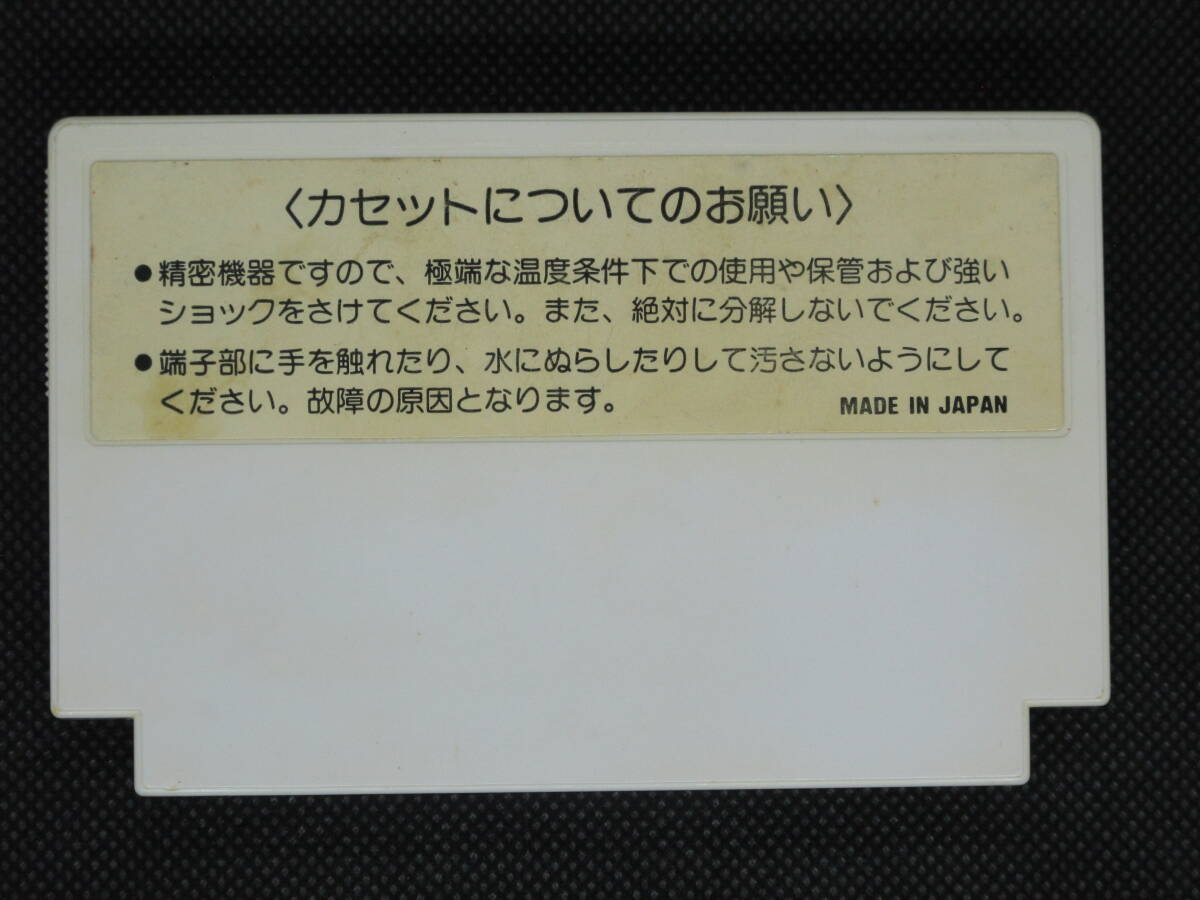 〈カセットについてのお願い〉
●精密機器ですので、極端な温度条件下での使用や保管および強い
ショックをさけてください。また、絶対に分解しないでください。
●端子部に手を触れたり、水にぬらしたりして汚さないようにして
ください。故障の原因となります。
MADE IN JAPAN